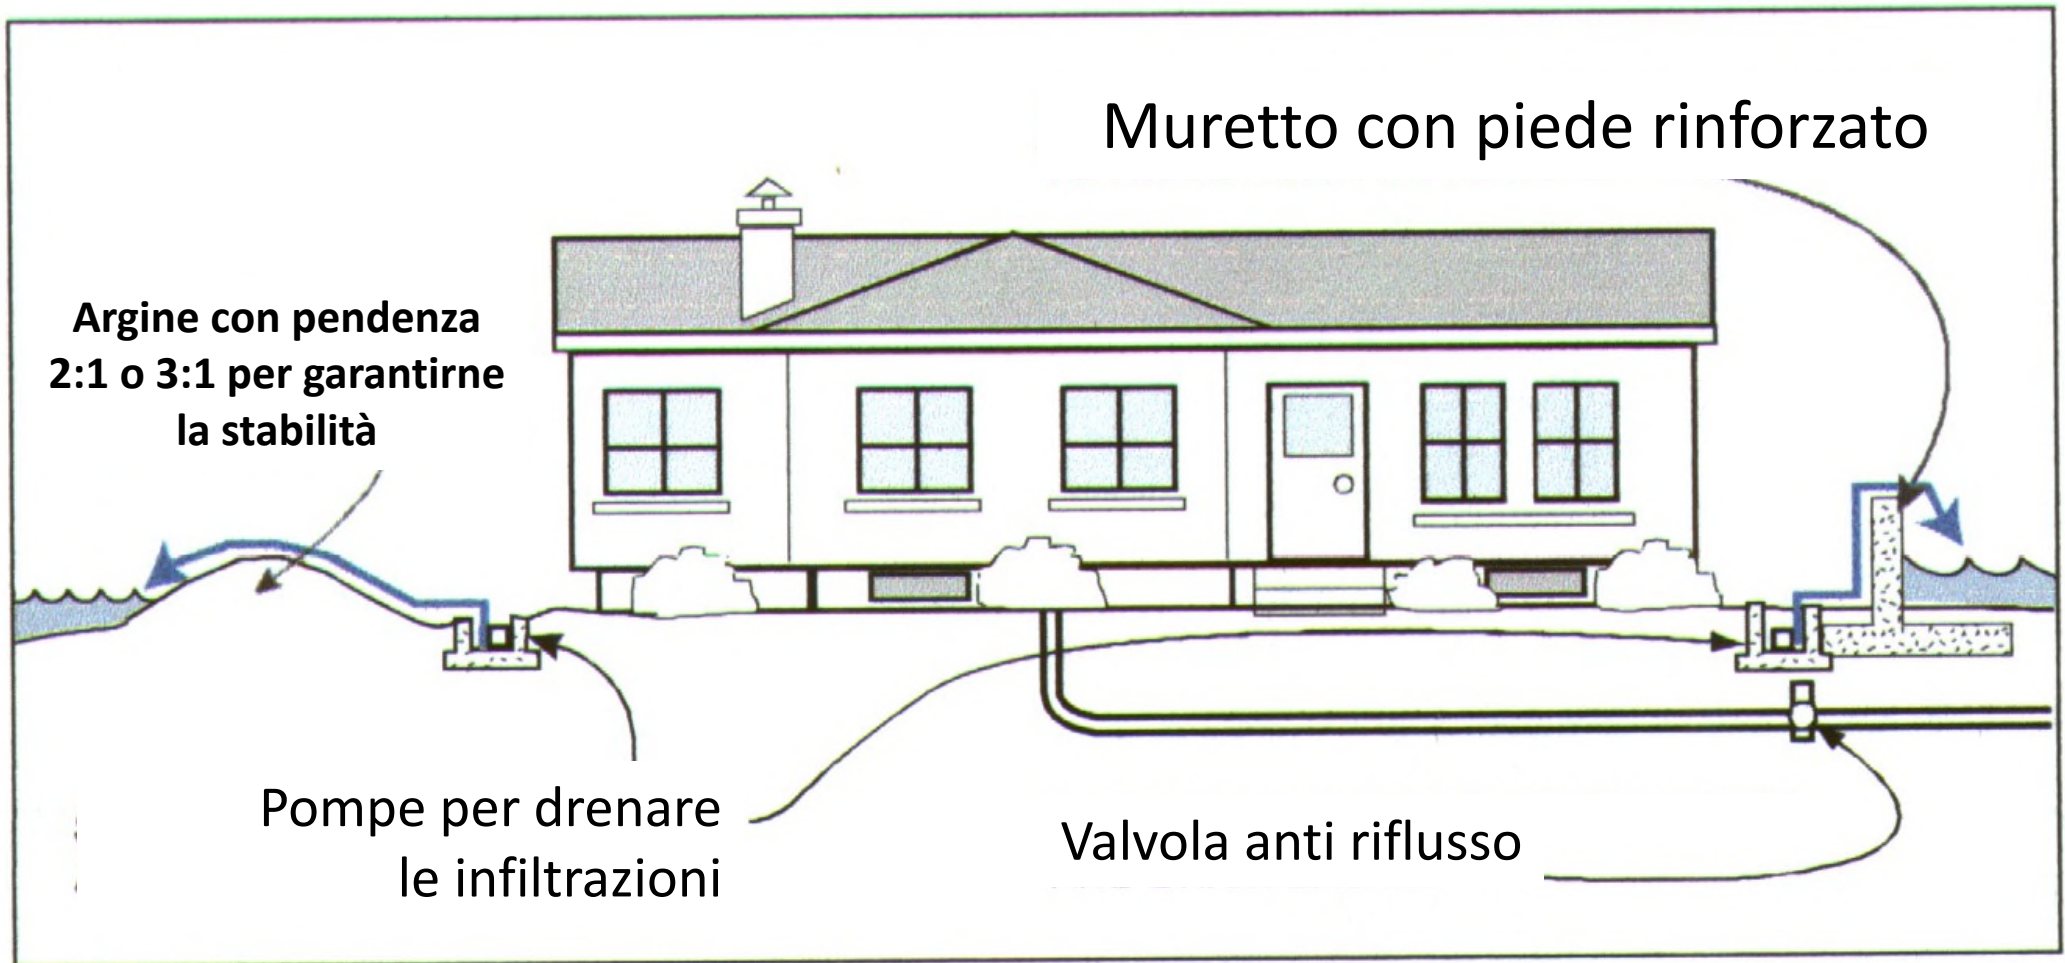 Muretto con piede rinforzato
Argine con pendenza
2:1 o 3:1 per garantirne
la stabilità
Pompe per drenare
le infiltrazioni
Valvola anti riflusso